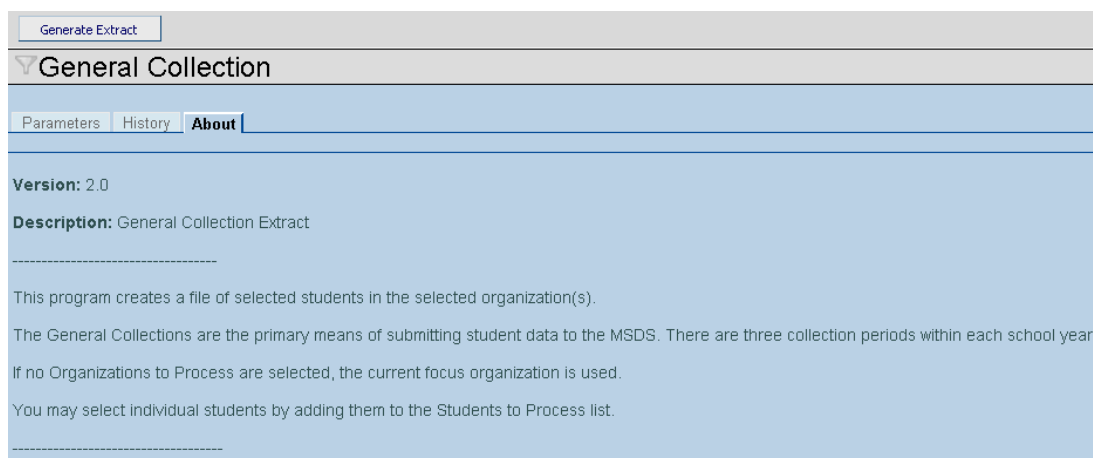 Generate Extract
General Collection
Parameters History About
Version: 2.0
Description: General Collection Extract
-----------------------------------
This program creates a file of selected students in the selected organization(s).
The General Collections are the primary means of submitting student data to the MSDS. There are three collection periods within each school year
If no Organizations to Process are selected, the current focus organization is used.
You may select individual students by adding them to the Students to Process list.
------------------------------------